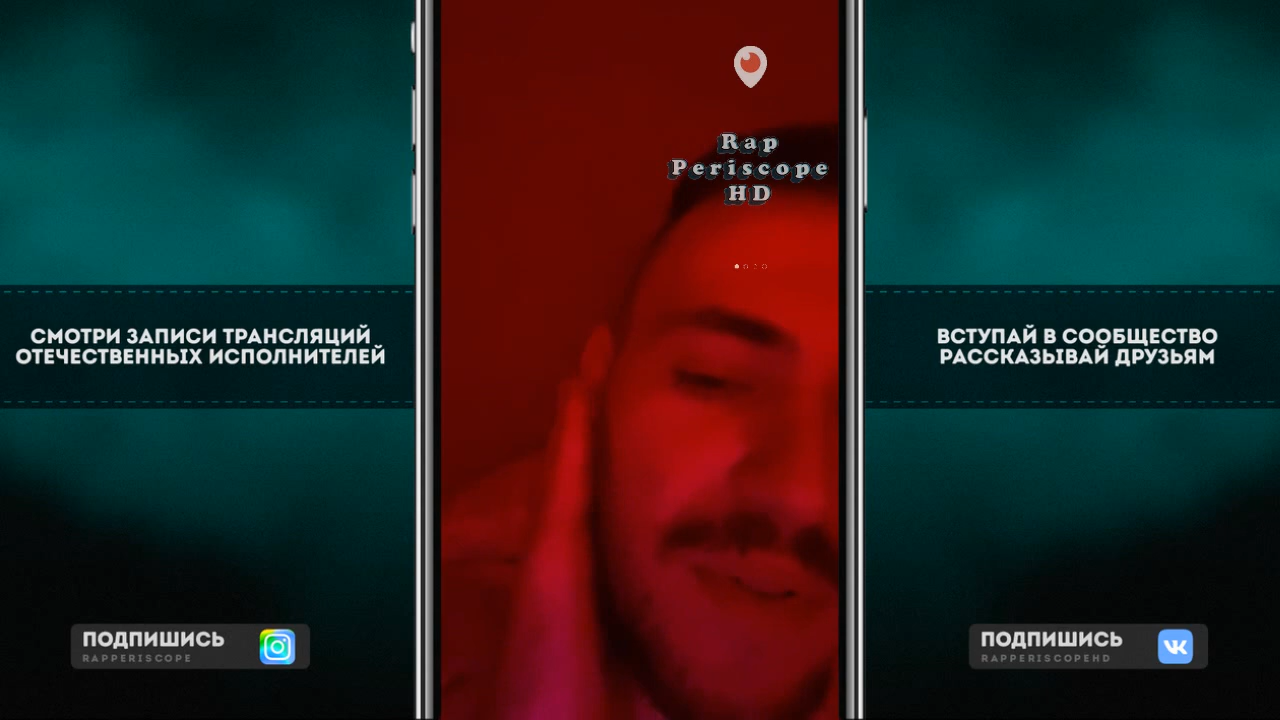 Rap
Periscope
HD
СМОТРИ ЗАПИСИ ТРАНСЛЯЦИЙ
ОТЕЧЕСТВЕННЫХ ИСПОЛНИТЕЛЕЙ
ВСТУПАЙ В СООБЩЕСТВО
РАССКАЗЫВАЙ ДРУЗЬЯМ
ПОДПИШИСЬ
RAPPERISCOPE
ПОДПИШИСЬ
RAPPERISCOPEHD